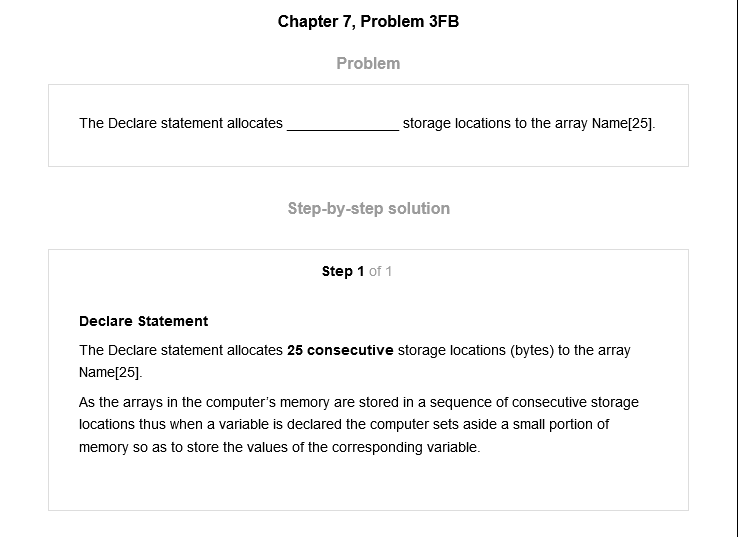 Chapter 7, Problem 3FB
Problem
The Declare statement allocates ______________ storage locations to the array Name[25].
Step-by-step solution
Step 1 of 1
Declare Statement
The Declare statement allocates 25 consecutive storage locations (bytes) to the array
Name[25].
As the arrays in the computer's memory are stored in a sequence of consecutive storage
locations thus when a variable is declared the computer sets aside a small portion of
memory so as to store the values of the corresponding variable.